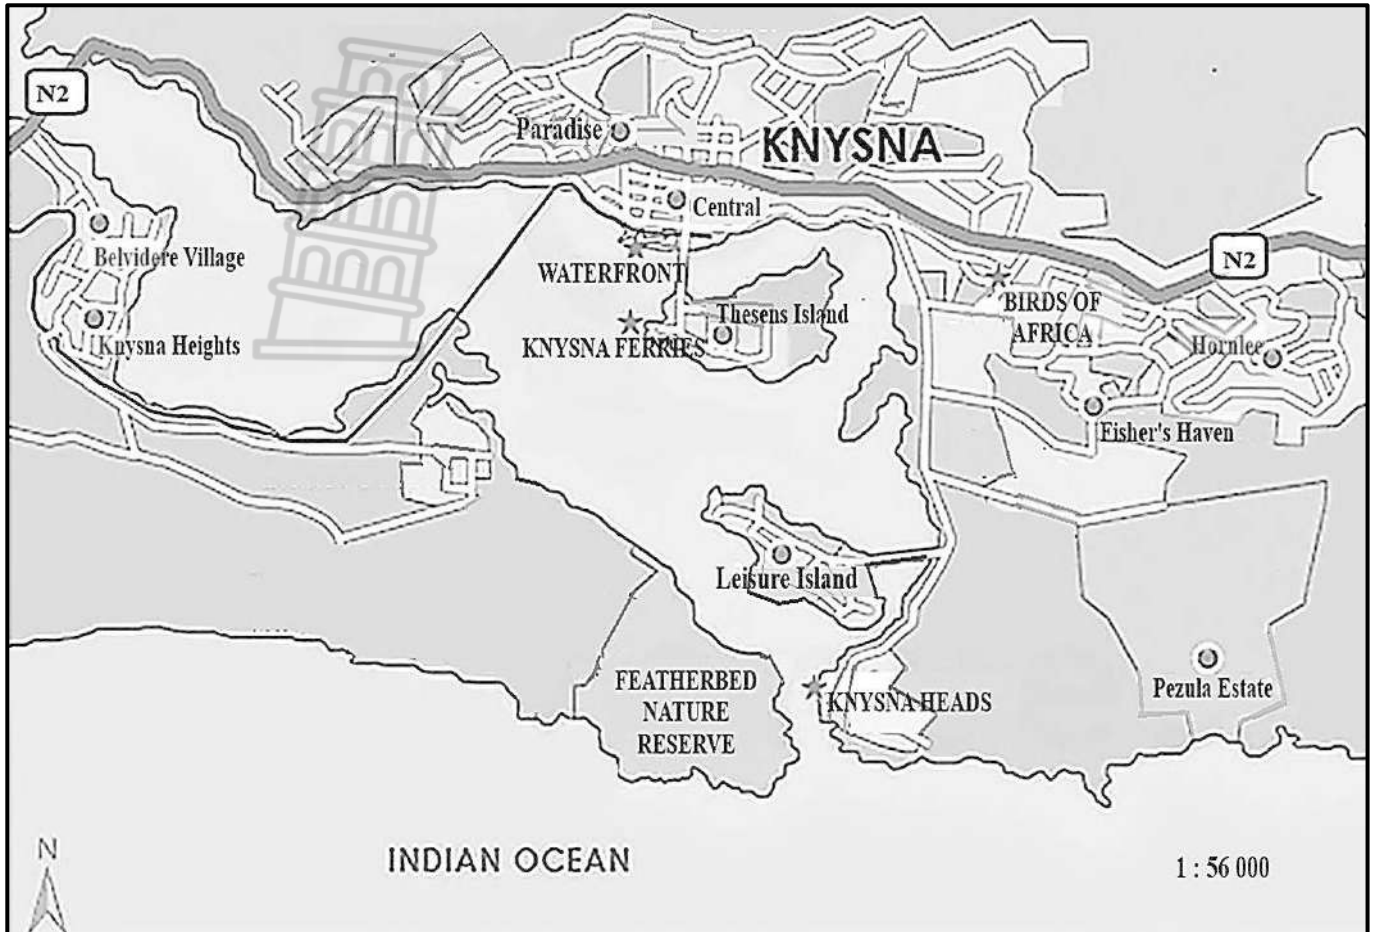 N2
Paradise
KNYSNA
Central
Belvidere Village
WATERFRONT
N2
BIRDS OF
AFRICA
Thesens Island
KNYSNA FERRIES
Knysna Heights
Hornlee
Fisher's Haven
Leisure Island
FEATHERBED
NATURE
RESERVE
KNYSNA HEADS
Pezula Estate
N
INDIAN OCEAN
1 : 56 000